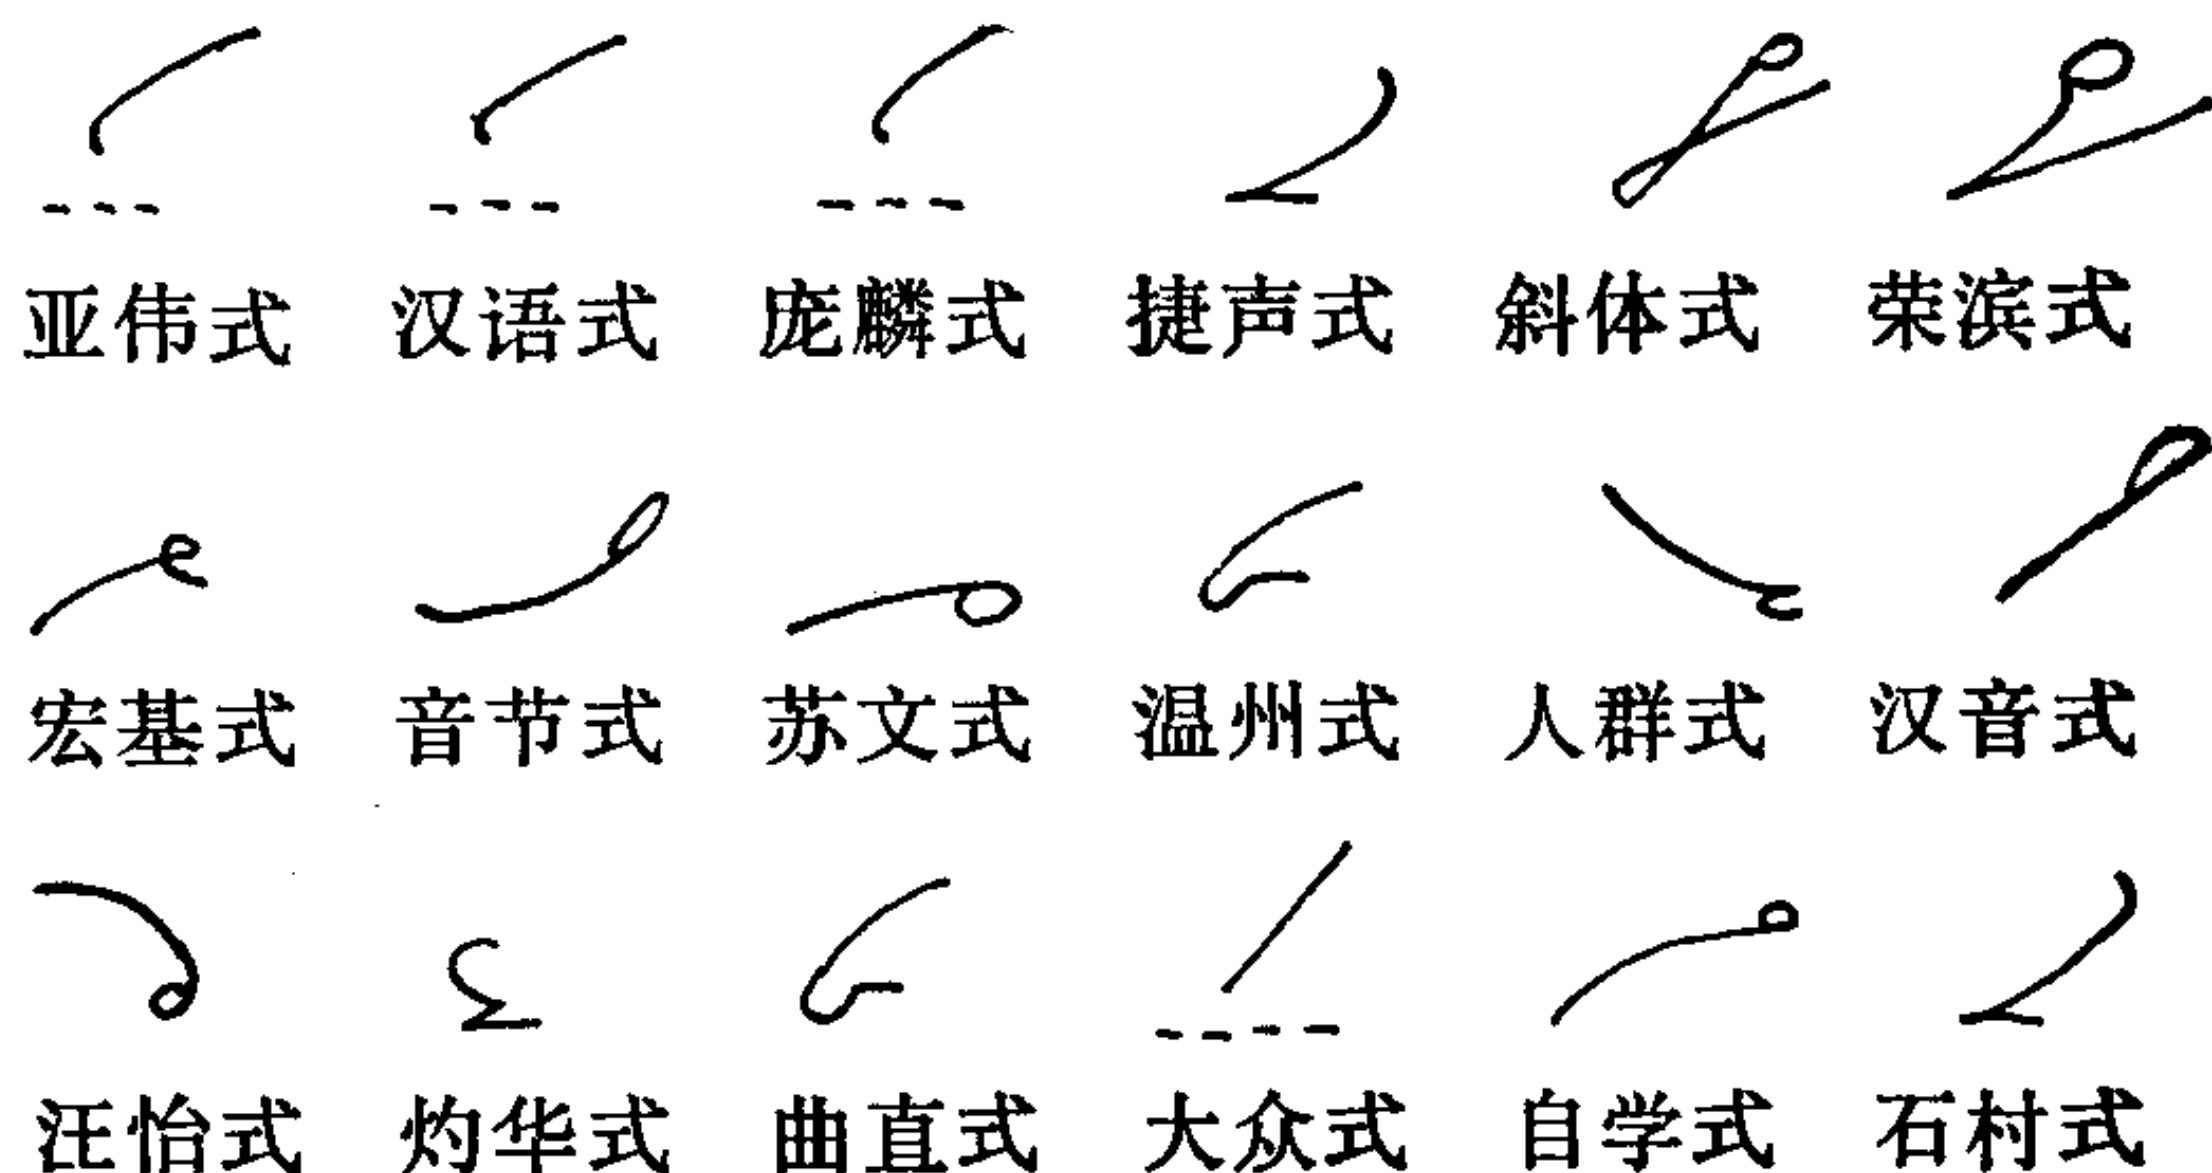 亚伟式 汉语式 庞麟式 捷声式 斜体式 荣滨式
宏基式 音节式 苏文式 温州式 人群式 汉音式
汪怡式 灼华式 曲直式 大众式 自学式 石村式